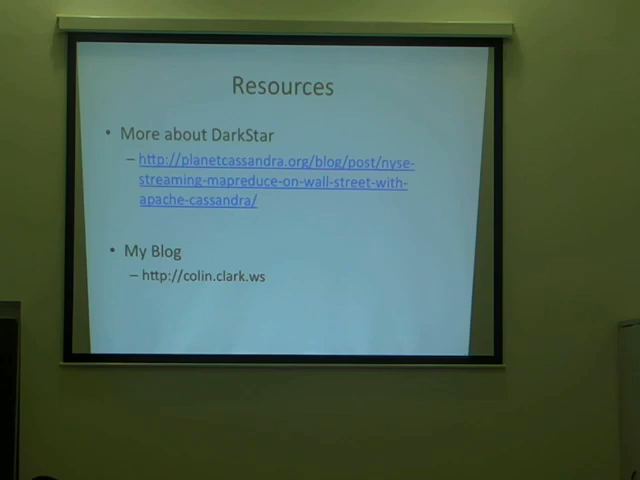 Resources
• More about DarkStar
– http://planetcassandra.org/blog/post/nyse-
streaming-mapreduce-on-wall-street-with-
apache-cassandra/
• My Blog
– http://colin.clark.ws